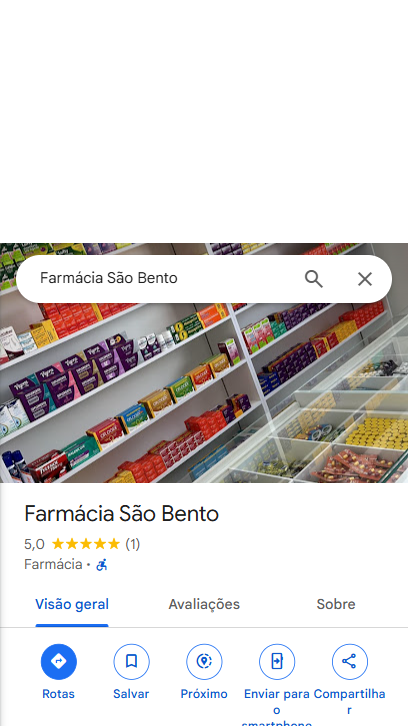 Farmácia São Bento
Farmácia São Bento
5,0 (1)
Farmácia ·
Visão geral
Avaliações
Sobre
Rotas
Salvar
Próximo
Enviar para o smartphone
Compartilhar